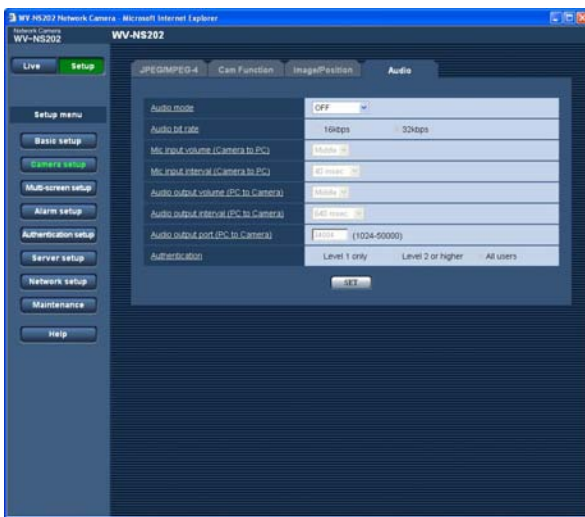 WV-NS202 Network Camera - Microsoft Internet Explorer
Network Camera
WV-NS202
WV-NS202
Live
Setup
JPEG/MPEG-4
Cam Function
Image/Position
Audio
Setup menu
Basis setup
Camera setup
Multi-screen setup
Alarm setup
Authentication setup
Server setup
Network setup
Maintenance
Help
Audio mode
OFF
Audio bit rate
16kbps
32kbps
Mic input volume (Camera to PC)
Middle
Mic input interval (Camera to PC)
40 msec
Audio output volume (PC to Camera)
Middle
Audio output interval (PC to Camera)
640 msec
Audio output port (PC to Camera)
(1024-50000)
Authentication
Level 1 only
Level 2 or higher
All users
SET